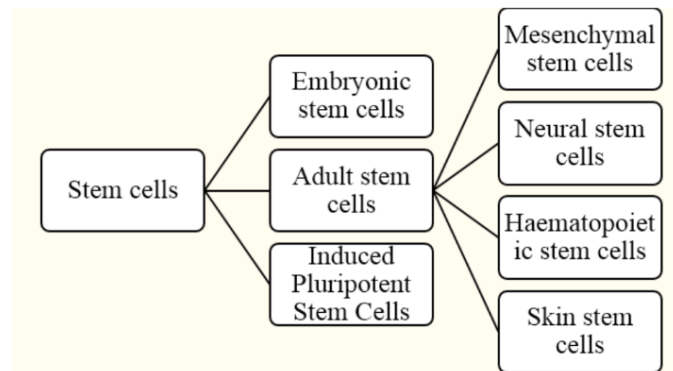 Stem cells
Embryonic
stem cells
Adult stem
cells
Induced
Pluripotent
Stem Cells
Mesenchymal
stem cells
Neural stem
cells
Haematopoiet
ic stem cells
Skin stem
cells